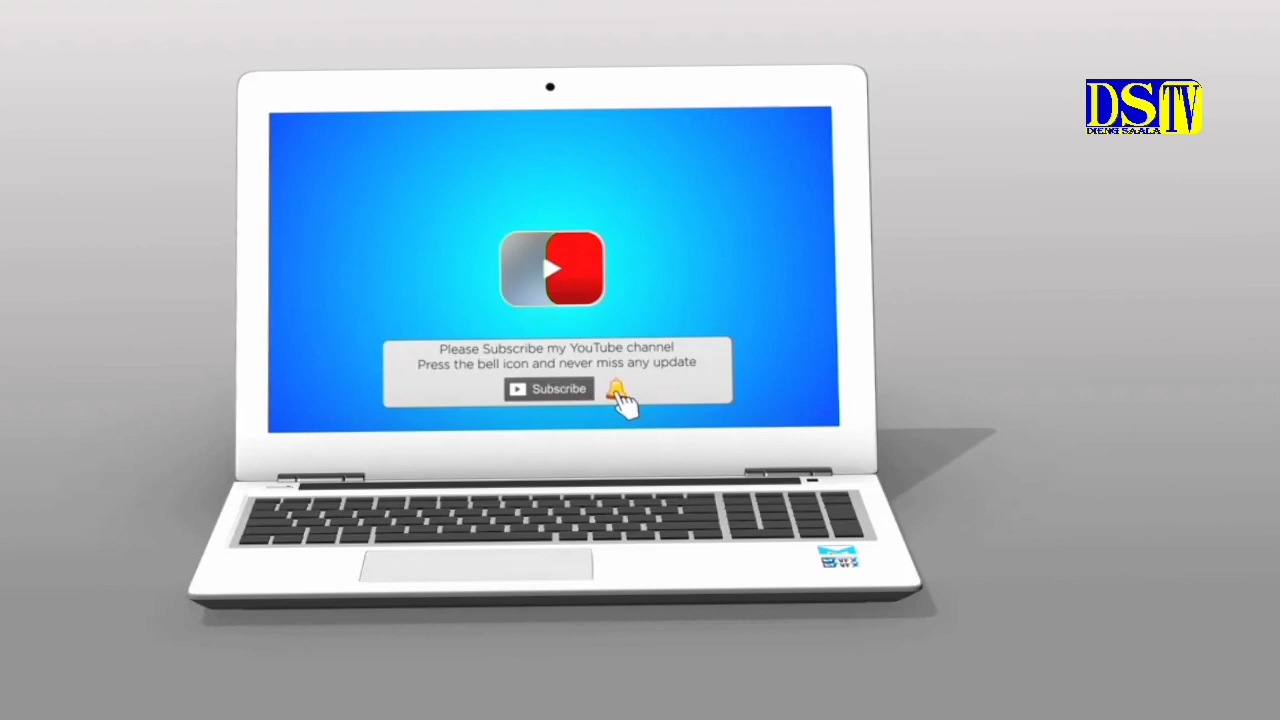 DSTV
DIENG SAALA
Please Subscribe my YouTube channel
Press the bell icon and never miss any update
Subscribe